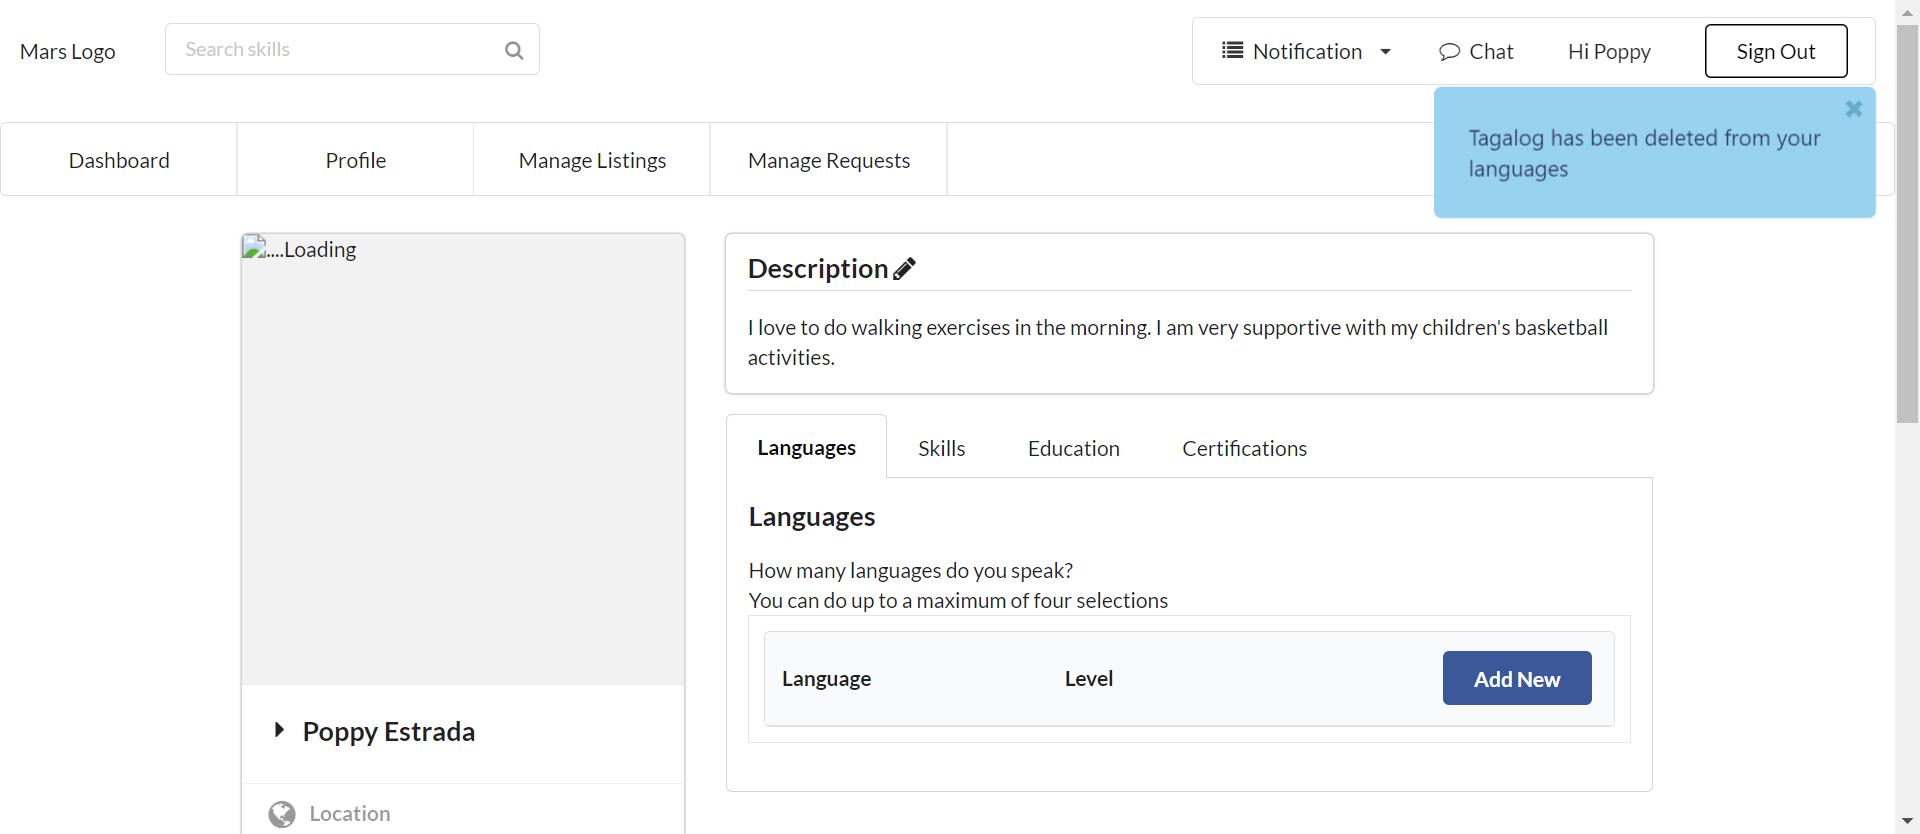 Mars Logo
Search skills
Notification
Chat
Hi Poppy
Sign Out
Tagalog has been deleted from your
languages
Dashboard
Profile
Manage Listings
Manage Requests
....Loading
Description
I love to do walking exercises in the morning. I am very supportive with my children's basketball
activities.
Languages
Skills
Education
Certifications
Languages
How many languages do you speak?
You can do up to a maximum of four selections
Language
Level
Add New
Poppy Estrada
Location